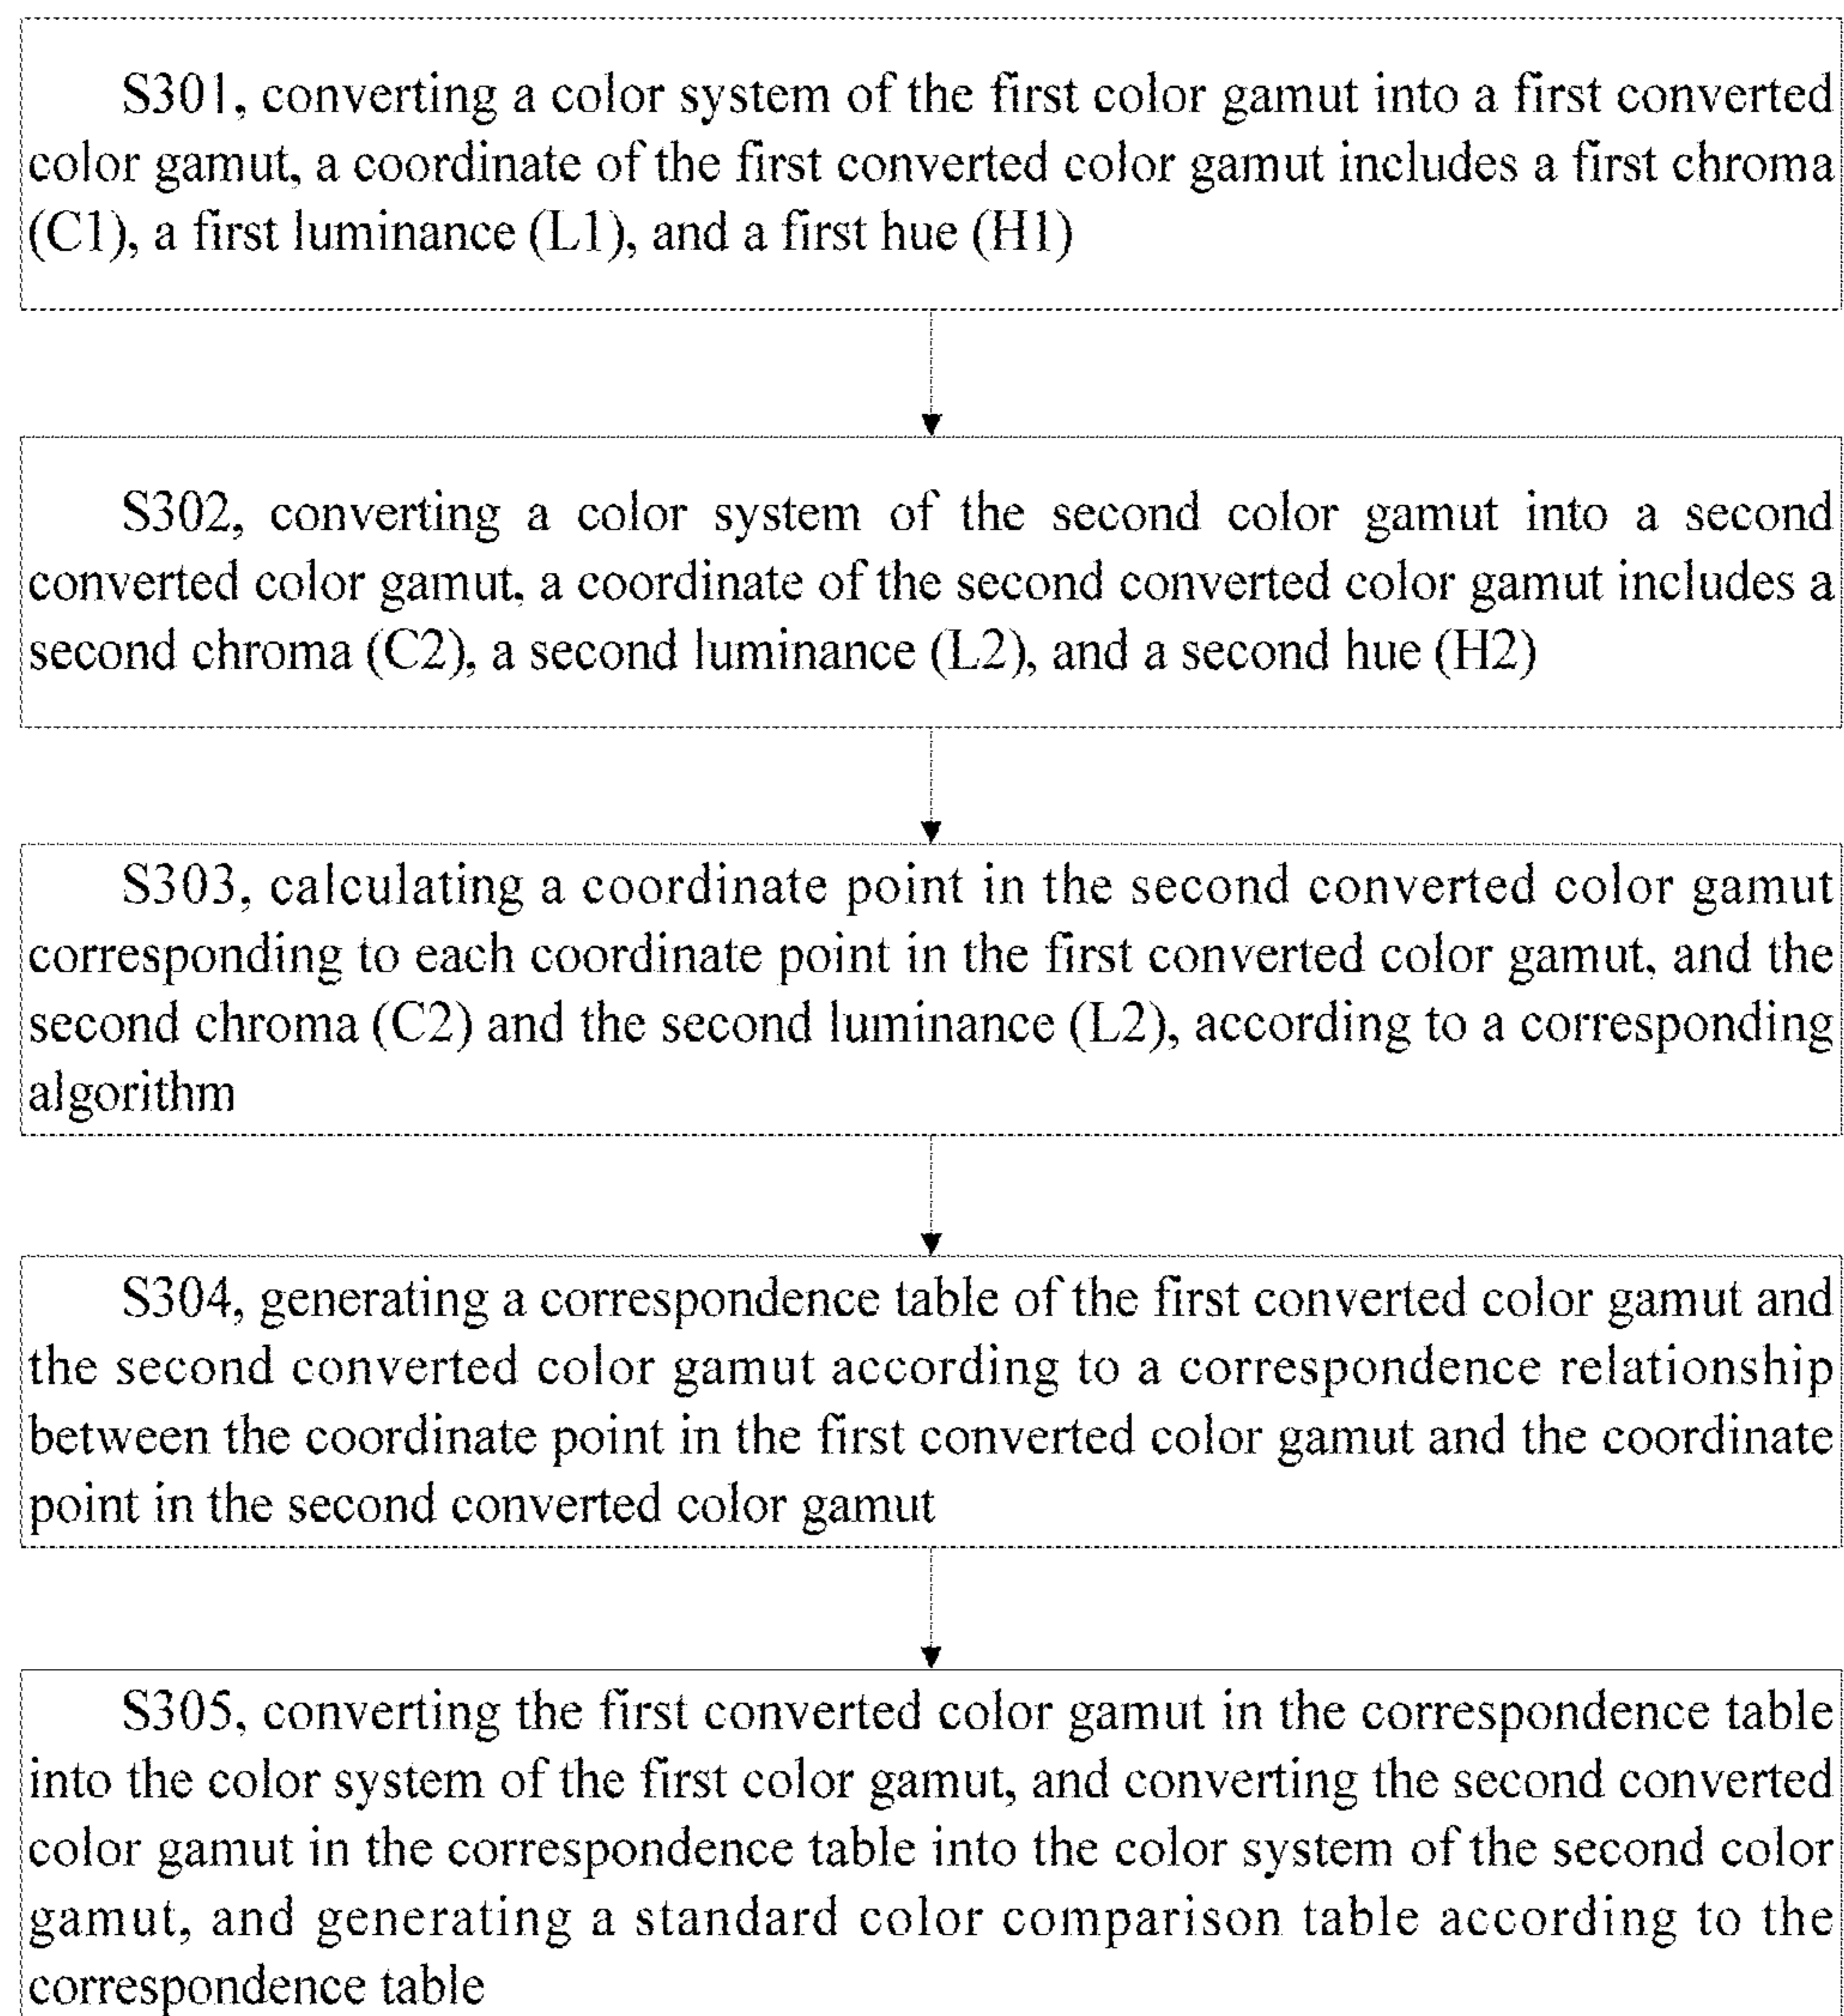 S301, converting a color system of the first color gamut into a first converted
color gamut, a coordinate of the first converted color gamut includes a first chroma
(C1), a first luminance (L1), and a first hue (H1)
S302, converting a color system of the second color gamut into a second
converted color gamut, a coordinate of the second converted color gamut includes a
second chroma (C2), a second luminance (L2), and a second hue (H2)
S303, calculating a coordinate point in the second converted color gamut
corresponding to each coordinate point in the first converted color gamut, and the
second chroma (C2) and the second luminance (L2), according to a corresponding
algorithm
S304, generating a correspondence table of the first converted color gamut and
the second converted color gamut according to a correspondence relationship
between the coordinate point in the first converted color gamut and the coordinate
point in the second converted color gamut
S305, converting the first converted color gamut in the correspondence table
into the color system of the first color gamut, and converting the second converted
color gamut in the correspondence table into the color system of the second color
gamut, and generating a standard color comparison table according to the
correspondence table